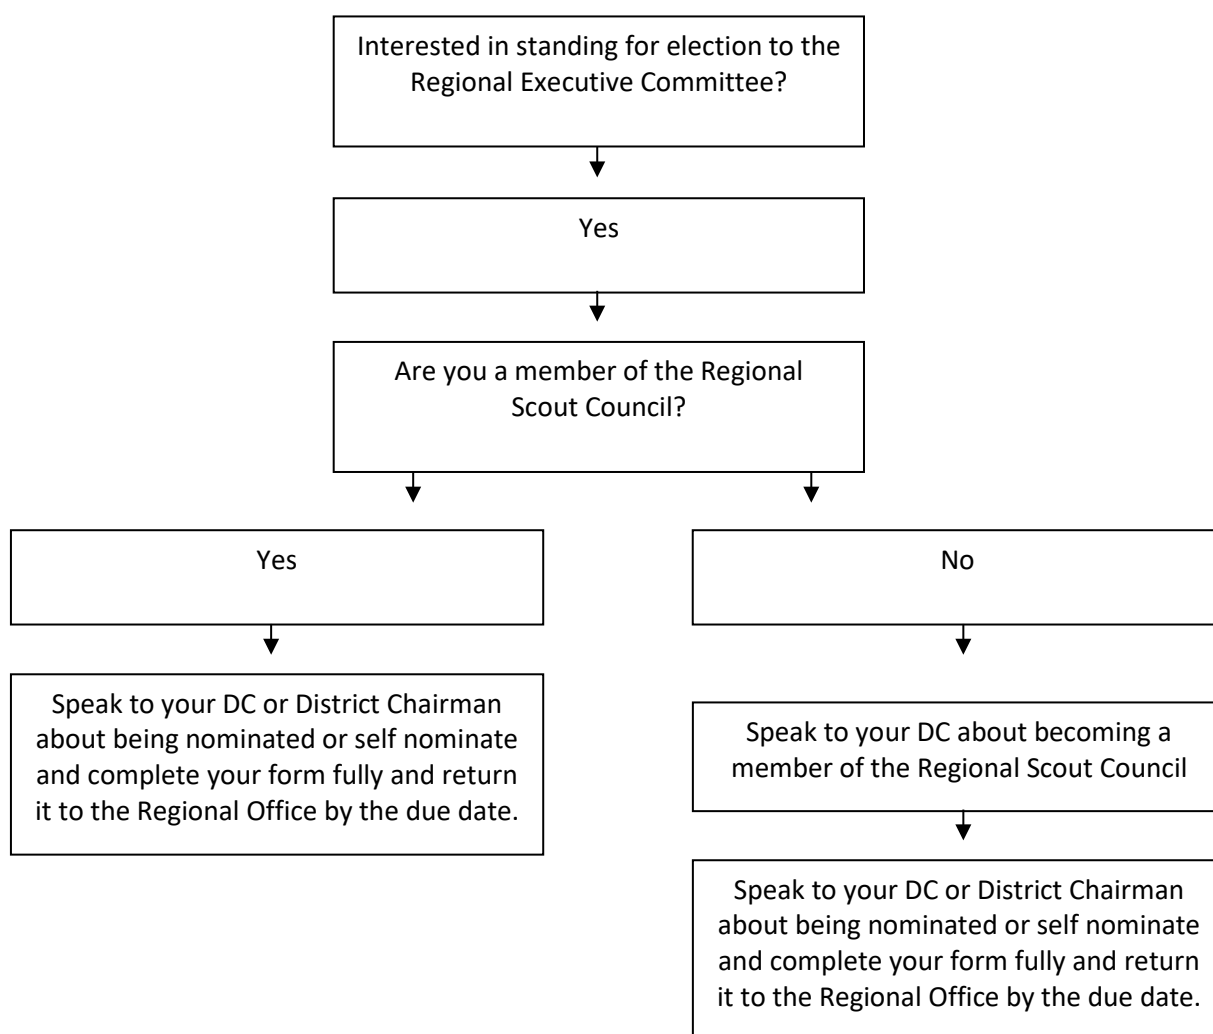 Interested in standing for election to the
Regional Executive Committee?
Yes
Are you a member of the Regional
Scout Council?
Yes
No
Speak to your DC or District Chairman
about being nominated or self nominate
and complete your form fully and return
it to the Regional Office by the due date.
Speak to your DC about becoming a
member of the Regional Scout Council
Speak to your DC or District Chairman
about being nominated or self nominate
and complete your form fully and return
it to the Regional Office by the due date.